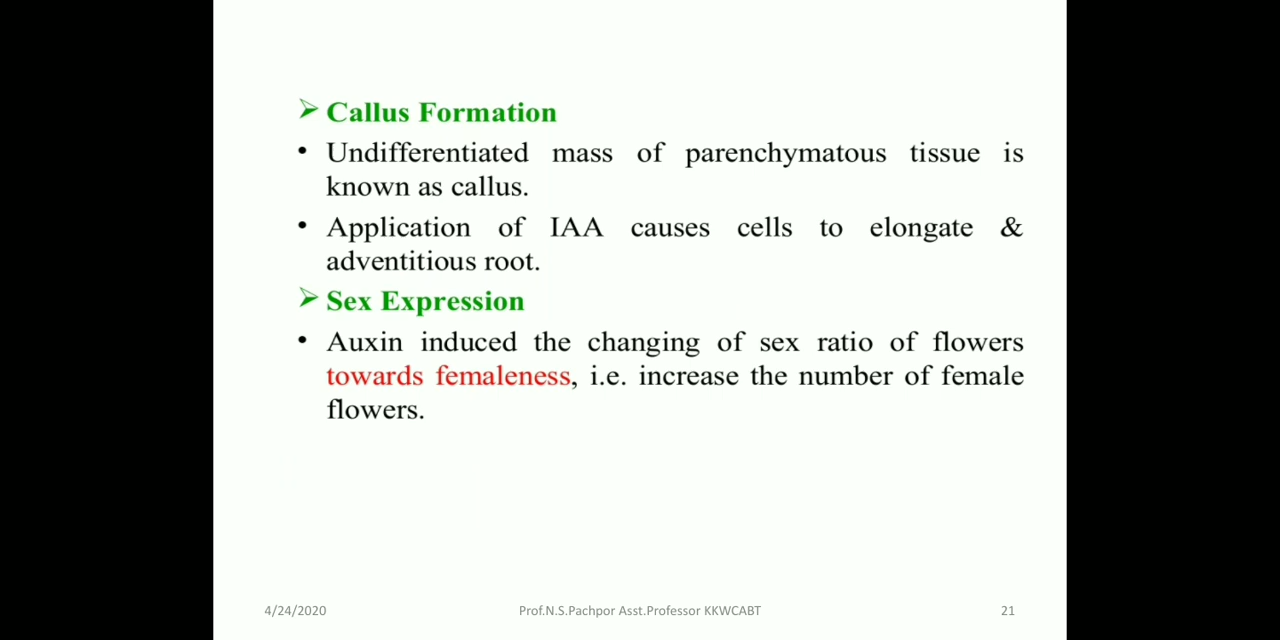 Callus Formation
• Undifferentiated mass of parenchymatous tissue is
known as callus.
• Application of IAA causes cells to elongate &
adventitious root.
Sex Expression
• Auxin induced the changing of sex ratio of flowers
towards femaleness, i.e. increase the number of female
flowers.
4/24/2020 Prof.N.S.Pachpor Asst.Professor KKWCABT 21